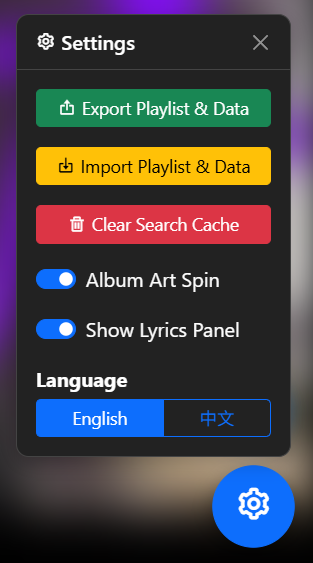 Settings
Export Playlist & Data
Import Playlist & Data
Clear Search Cache
Album Art Spin
Show Lyrics Panel
Language
English
中文